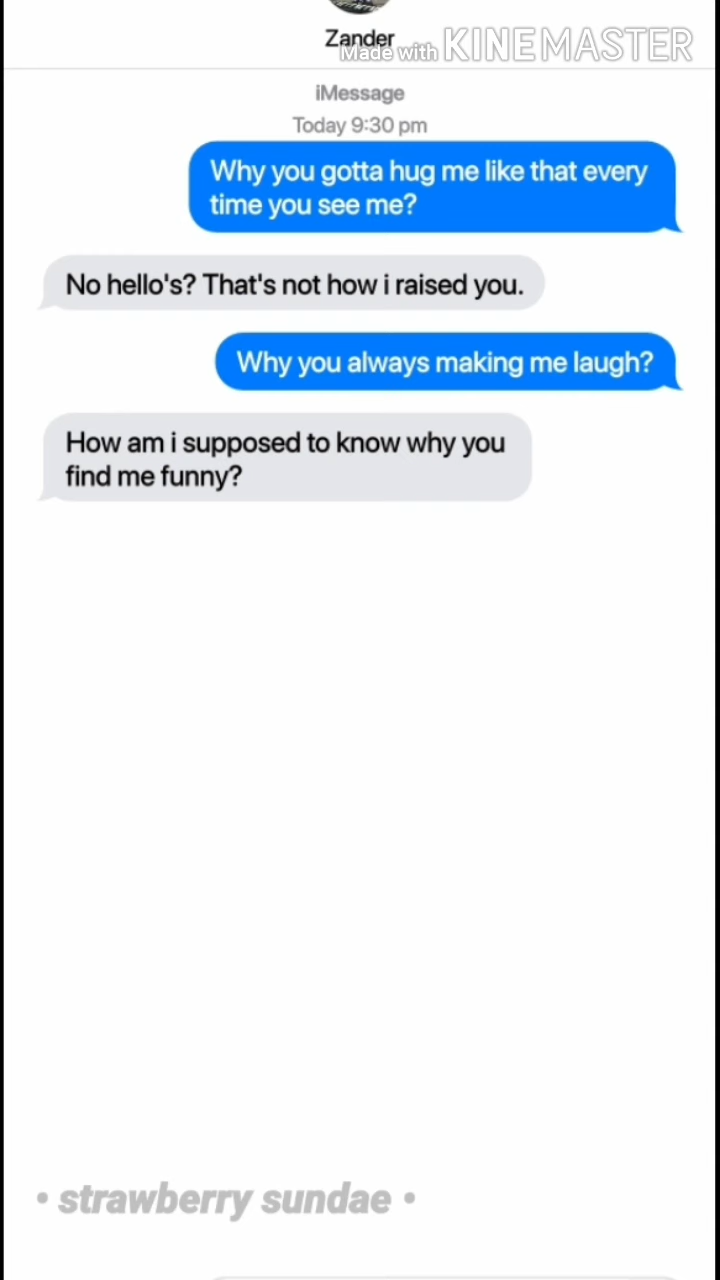 Zander
Made with KINEMASTER
iMessage
Today 9:30 pm
Why you gotta hug me like that every
time you see me?
No hello's? That's not how i raised you.
Why you always making me laugh?
How am i supposed to know why you
find me funny?
• strawberry sundae •